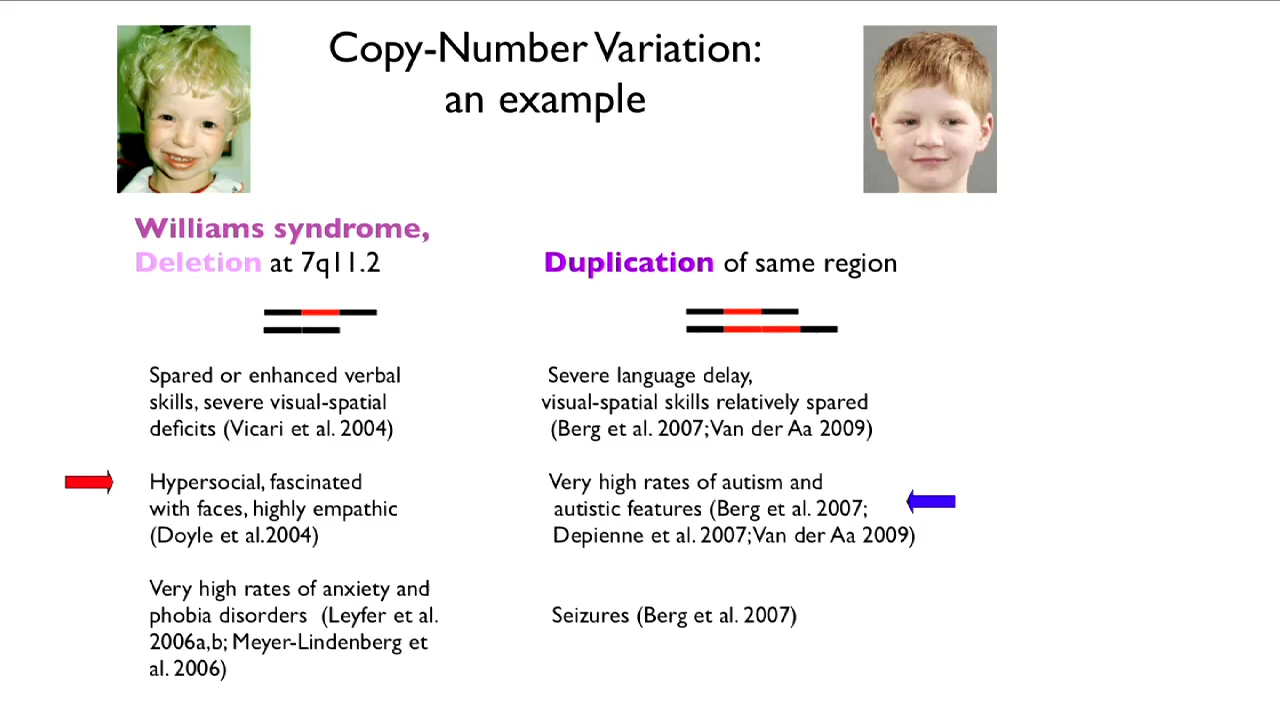 Copy-Number Variation:
an example
Williams syndrome,
Deletion at 7q11.2
Spared or enhanced verbal
skills, severe visual-spatial
deficits (Vicari et al. 2004)
Hypersocial, fascinated
with faces, highly empathic
(Doyle et al.2004)
Very high rates of anxiety and
phobia disorders (Leyfer et al.
2006a,b; Meyer-Lindenberg et
al. 2006)
Duplication of same region
Severe language delay,
visual-spatial skills relatively spared
(Berg et al. 2007; Van der Aa 2009)
Very high rates of autism and
autistic features (Berg et al. 2007;
Depienne et al. 2007; Van der Aa 2009)
Seizures (Berg et al. 2007)